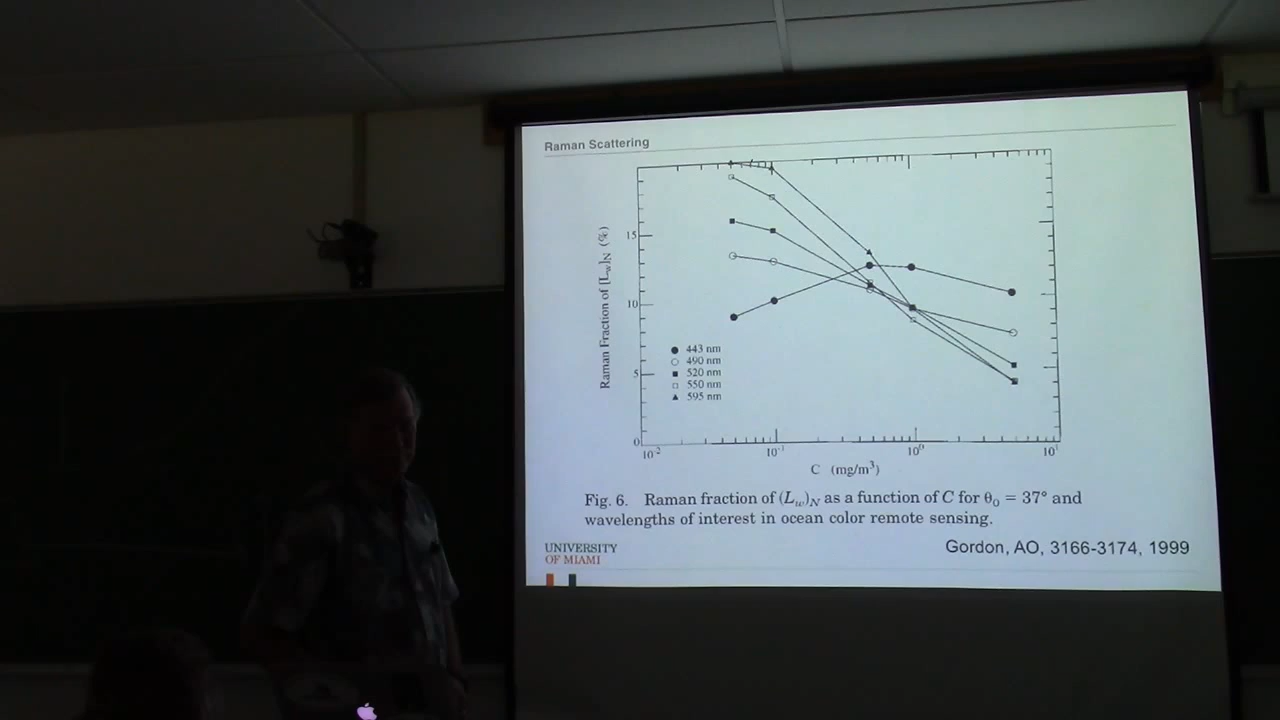 Raman Scattering
Raman Fraction of [Lw]N (%)
15
10
5
0
443 nm
490 nm
520 nm
550 nm
595 nm
10-2
10-1
100
101
C (mg/m3)
Fig. 6. Raman fraction of (Lw)N as a function of C for θ0 = 37° and
wavelengths of interest in ocean color remote sensing.
UNIVERSITY
OF MIAMI
Gordon, AO, 3166-3174, 1999